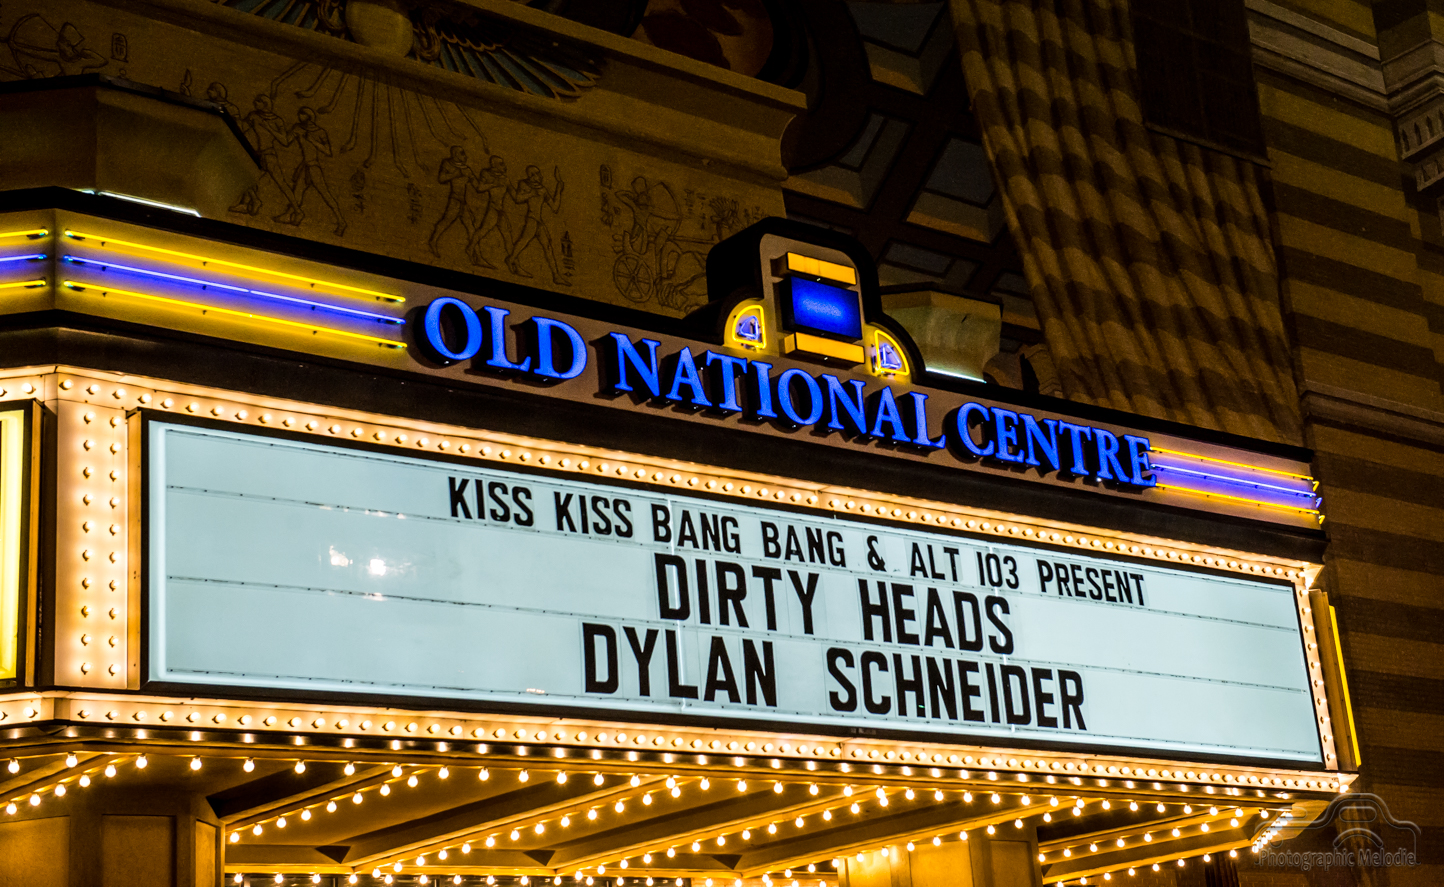 OLD NATIONAL CENTRE
KISS KISS BANG BANG & ALT 103 PRESENT
DIRTY HEADS
DYLAN SCHNEIDER
Photographic Melodie